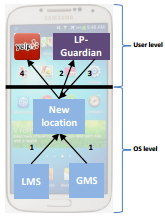 yelp
LP-
Guardian
User level
4
2
3
New
location
1
1
OS level
LMS
GMS